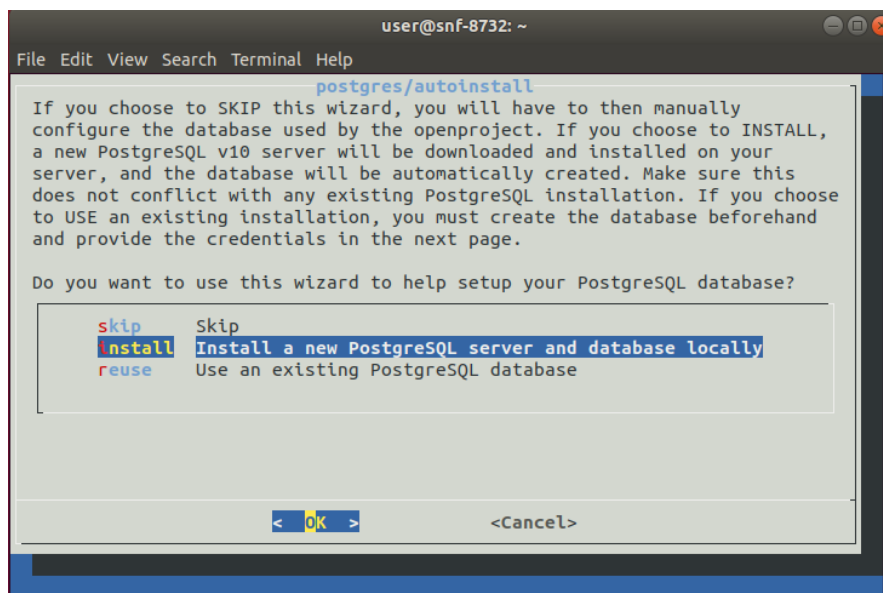 user@snf-8732: ~
File Edit View Search Terminal Help
postgres/autoinstall
If you choose to SKIP this wizard, you will have to then manually
configure the database used by the openproject. If you choose to INSTALL,
a new PostgreSQL v10 server will be downloaded and installed on your
server, and the database will be automatically created. Make sure this
does not conflict with any existing PostgreSQL installation. If you choose
to USE an existing installation, you must create the database beforehand
and provide the credentials in the next page.
Do you want to use this wizard to help setup your PostgreSQL database?
skip Skip
install Install a new PostgreSQL server and database locally
reuse Use an existing PostgreSQL database
< OK > <Cancel>